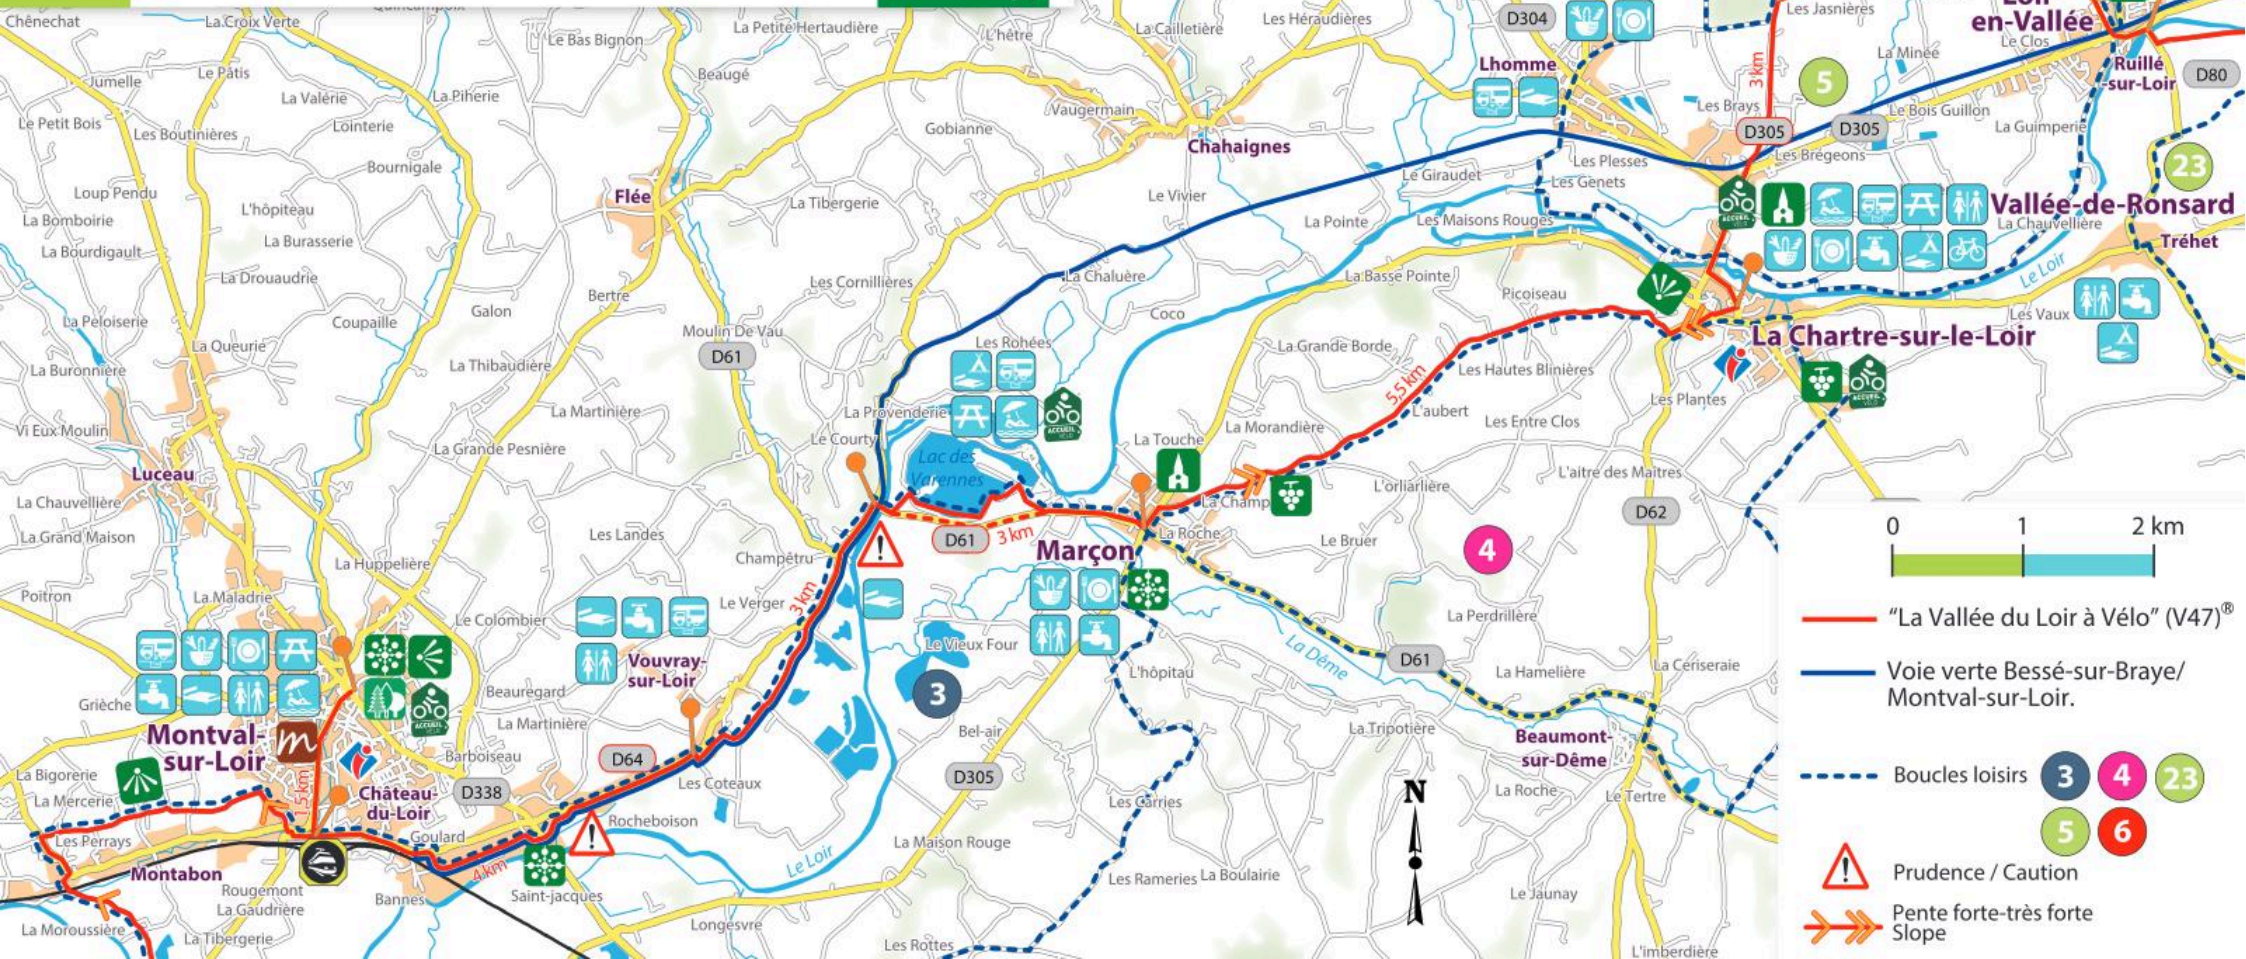 Chênechat
La Croix Verte
Le Bas Bignon
La Petite Hertaudière
L'hêtre
La Cailletière
Les Héraudières
D304
Les Jasnières
en-Vallée
Le Clos
Jumelle
Le Pâtis
Beaugé
Lhomme
3 km
5
La Minée
Ruillé
-sur-Loir
D80
La Valérie
La Piherie
Vaugermain
Les Brays
Le Bois Guillon
Le Petit Bois
Les Boutinières
Lointerie
Gobianne
Chahaignes
D305
D305
La Guimperie
Bournigale
Les Plesses
Les Brégeons
23
Loup Pendu
Flée
Le Vivier
Le Giraudet
Les Genets
La Bomboirie
L'hôpiteau
La Tibergerie
La Pointe
Les Maisons Rouges
ACCUEIL
VÉLO
Vallée-de-Ronsard
La Chauvellière
La Bourdigault
La Burasserie
Tréhet
La Drouaudrie
Les Cornillières
La Chaluère
La Basse Pointe
Le Loir
Bertre
Picoiseau
La Peloiserie
Coupaille
Galon
Moulin De Vau
Coco
Les Vaux
La Queurie
D61
Les Rohées
La Grande Borde
La Chartre-sur-le-Loir
La Buronnière
La Thibaudière
5,5 km
Les Hautes Blinières
La Martinière
La Provenderie
ACCUEIL
VÉLO
L'aubert
Les Plantes
ACCUEIL
VÉLO
Vi Eux Moulin
La Grande Pesnière
Le Courty
La Touche
La Morandière
Les Entre Clos
Luceau
Lac des
Varennes
L'aitre des Maitres
La Chauvellière
La Champ
L'orliarlière
D62
La Grand Maison
Les Landes
D61
3 km
La Roche
Le Bruer
4
La Huppelière
Champêtru
Marçon
Poitron
La Maladrie
Le Colombier
Le Verger
3 km
La Perdrillère
Le Vieux Four
La Dême
D61
Vouvray-
sur-Loir
3
L'hôpitau
La Hamelière
La Cériseraie
Grièche
ACCUEIL
VÉLO
Beauregard
La Martinière
Bel-air
La Tripotière
Beaumont-
sur-Dême
Montval-
sur-Loir
m
Barboiseau
D64
Les Coteaux
D305
La Bigorerie
La Mercerie
1,5 km
Château-
du-Loir
D338
Les Carries
La Roche
Le Tertre
Les Perrays
Goulard
Rocheboison
Le Loir
La Maison Rouge
Montabon
4 km
Rougemont
Bannes
Saint-jacques
Les Rameries
La Boulairie
Le Jaunay
La Gaudrière
La Moroussière
La Tibergerie
Longesvre
Les Rottes
L'imberdière
N
0 1 2 km
“La Vallée du Loir à Vélo” (V47)®
Voie verte Bessé-sur-Braye/
Montval-sur-Loir.
Boucles loisirs 3 4 23
5 6
Prudence / Caution
Pente forte-très forte
Slope